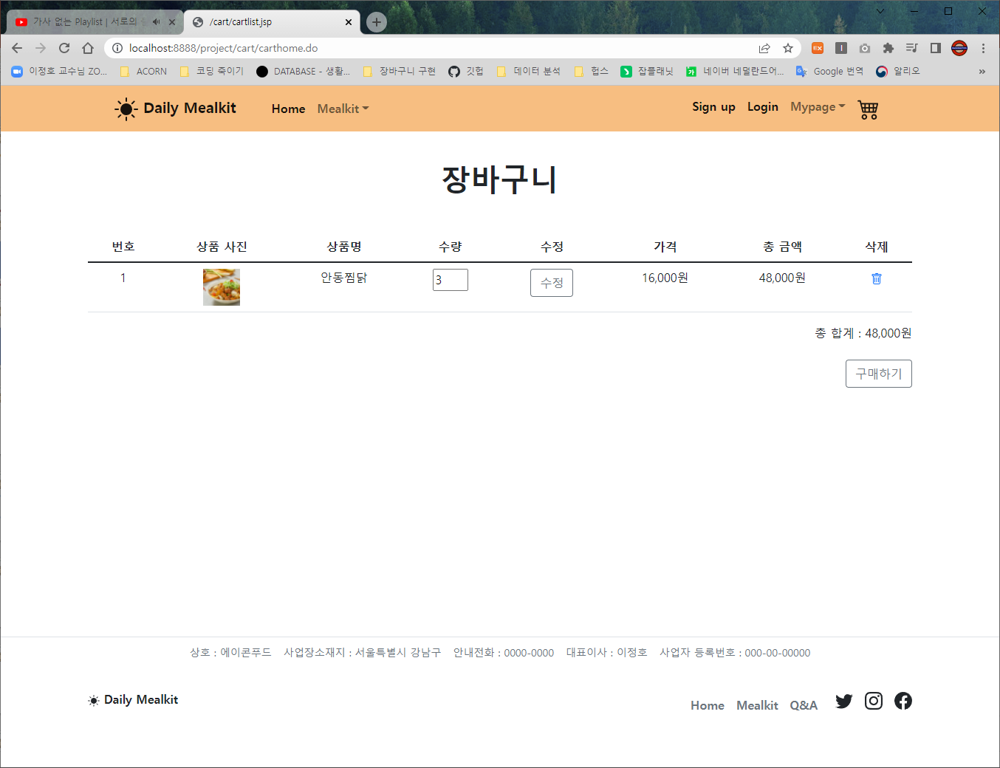 가사 없는 Playlist | 서로의
/cart/cartlist.jsp
localhost:8888/project/cart/carthome.do
이정호 교수님 ZO...
ACORN
코딩 죽이기
DATABASE - 생활...
장바구니 구현
깃헙
데이터 분석
헙스
잡플래닛
네이버 네덜란드어...
Google 번역
알리오
»
Daily Mealkit
Home
Mealkit
Sign up
Login
Mypage
장바구니
번호 상품 사진 상품명 수량 수정 가격 총 금액 삭제
1 안동찜닭 3 수정 16,000원 48,000원
총 합계 : 48,000원
구매하기
상호 : 에이콘푸드 사업장소재지 : 서울특별시 강남구 안내전화 : 0000-0000 대표이사 : 이정호 사업자 등록번호 : 000-00-00000
Daily Mealkit
Home Mealkit Q&A